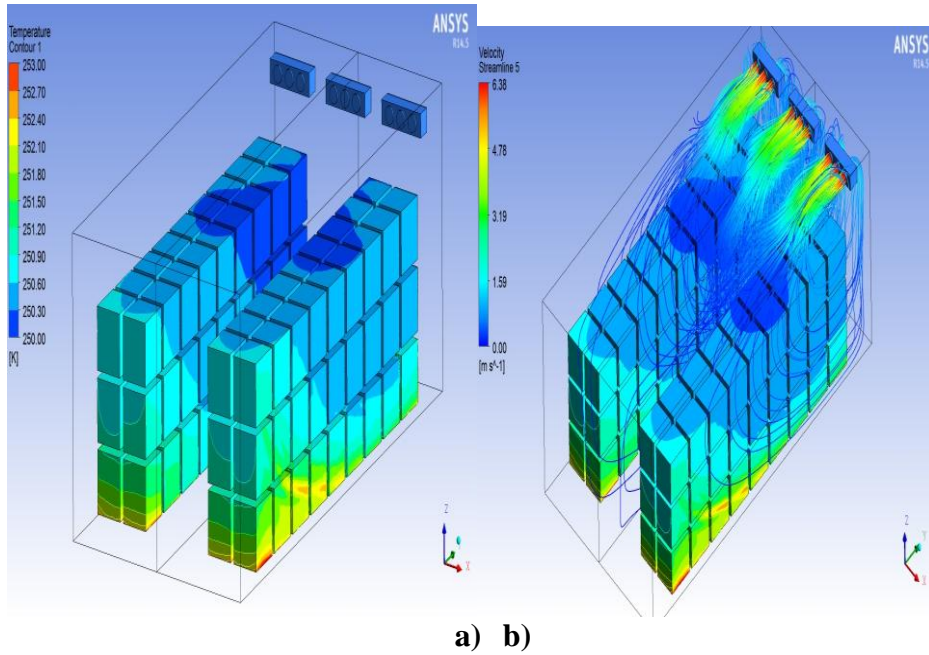 Temperature
Contour 1
253.00
252.70
252.40
252.10
251.80
251.50
251.20
250.90
250.60
250.30
250.00
[K]
ANSYS
R14.5
Z
Y
X
Velocity
Streamline 5
6.38
4.78
3.19
1.59
0.00
[m s^-1]
ANSYS
R14.5
Z
Y
X
a) b)